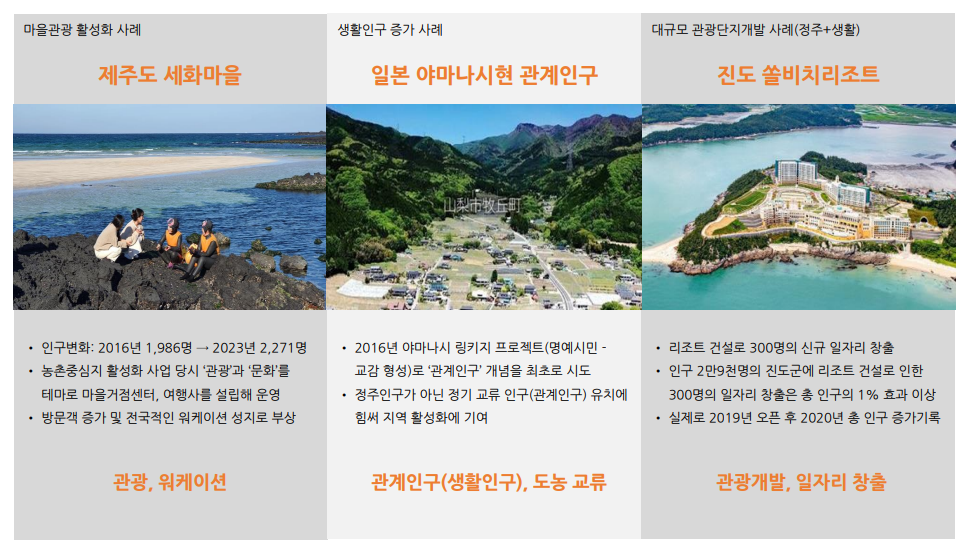 마을관광 활성화 사례
제주도 세화마을
• 인구변화: 2016년 1,986명 → 2023년 2,271명
• 농촌중심지 활성화 사업 당시 ‘관광’과 ‘문화’를
테마로 마을거점센터, 여행사를 설립해 운영
• 방문객 증가 및 전국적인 워케이션 성지로 부상
관광, 워케이션
생활인구 증가 사례
일본 야마나시현 관계인구
山梨市牧丘町
• 2016년 야마나시 링키지 프로젝트(명예시민 -
교감 형성)로 ‘관계인구’ 개념을 최초로 시도
• 정주인구가 아닌 정기 교류 인구(관계인구) 유치에
힘써 지역 활성화에 기여
관계인구(생활인구), 도농 교류
대규모 관광단지개발 사례(정주+생활)
진도 쏠비치리조트
• 리조트 건설로 300명의 신규 일자리 창출
• 인구 2만9천명의 진도군에 리조트 건설로 인한
300명의 일자리 창출은 총 인구의 1% 효과 이상
• 실제로 2019년 오픈 후 2020년 총 인구 증가기록
관광개발, 일자리 창출